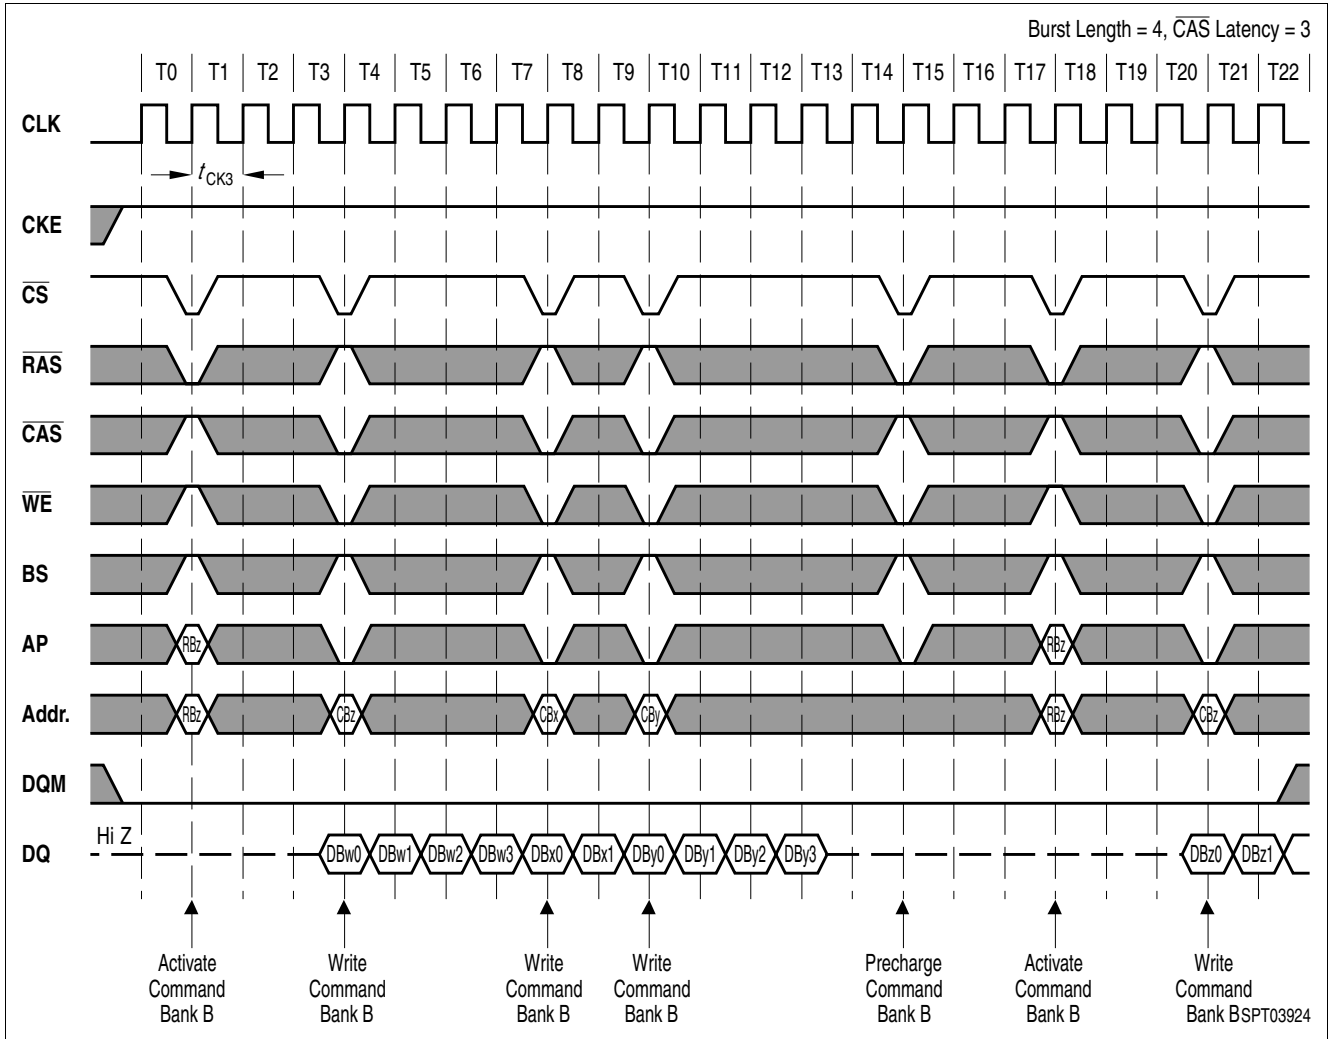 Burst Length = 4, CAS Latency = 3
T0 T1 T2 T3 T4 T5 T6 T7 T8 T9 T10 T11 T12 T13 T14 T15 T16 T17 T18 T19 T20 T21 T22
CLK
tCK3
CKE
CS
RAS
CAS
WE
BS
AP RBz RBz
Addr. RBz CBz CBx CBy RBz CBz
DQM
Hi Z
DQ DBw0 DBw1 DBw2 DBw3 DBx0 DBx1 DBy0 DBy1 DBy2 DBy3 DBz0 DBz1
Activate Write Write Write Precharge Activate Write
Command Command Command Command Command Command Command
Bank B Bank B Bank B Bank B Bank B Bank B Bank B SPT03924